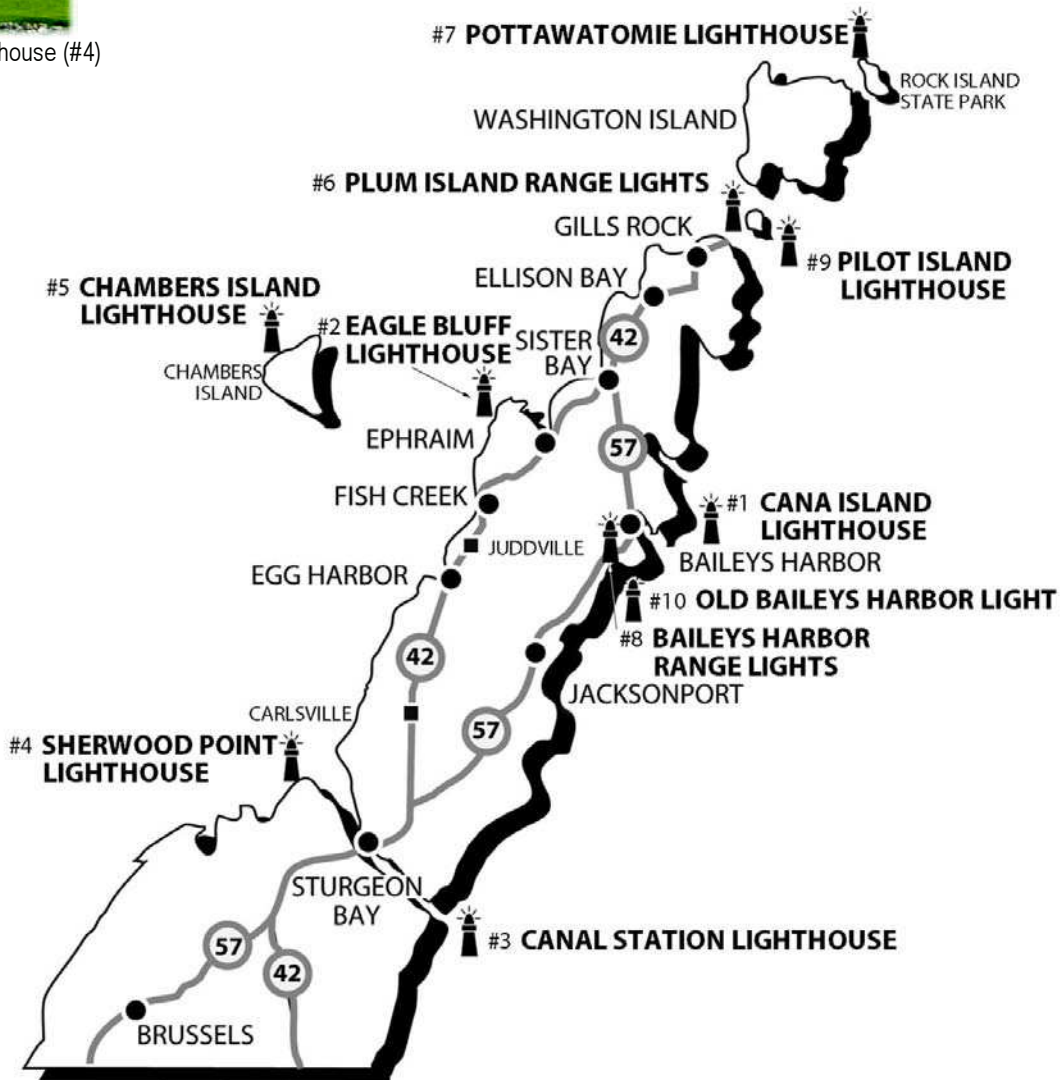 house (#4)
#7 POTTAWATOMIE LIGHTHOUSE
ROCK ISLAND
STATE PARK
WASHINGTON ISLAND
#6 PLUM ISLAND RANGE LIGHTS
GILLS ROCK
#9 PILOT ISLAND
LIGHTHOUSE
ELLISON BAY
#5 CHAMBERS ISLAND
LIGHTHOUSE
#2 EAGLE BLUFF
LIGHTHOUSE
SISTER
BAY
42
CHAMBERS
ISLAND
EPHRAIM
57
FISH CREEK
#1 CANA ISLAND
LIGHTHOUSE
JUDDVILLE
BAILEYS HARBOR
EGG HARBOR
#10 OLD BAILEYS HARBOR LIGHT
#8 BAILEYS HARBOR
RANGE LIGHTS
42
JACKSONPORT
CARLSVILLE
57
#4 SHERWOOD POINT
LIGHTHOUSE
STURGEON
BAY
#3 CANAL STATION LIGHTHOUSE
57
42
BRUSSELS